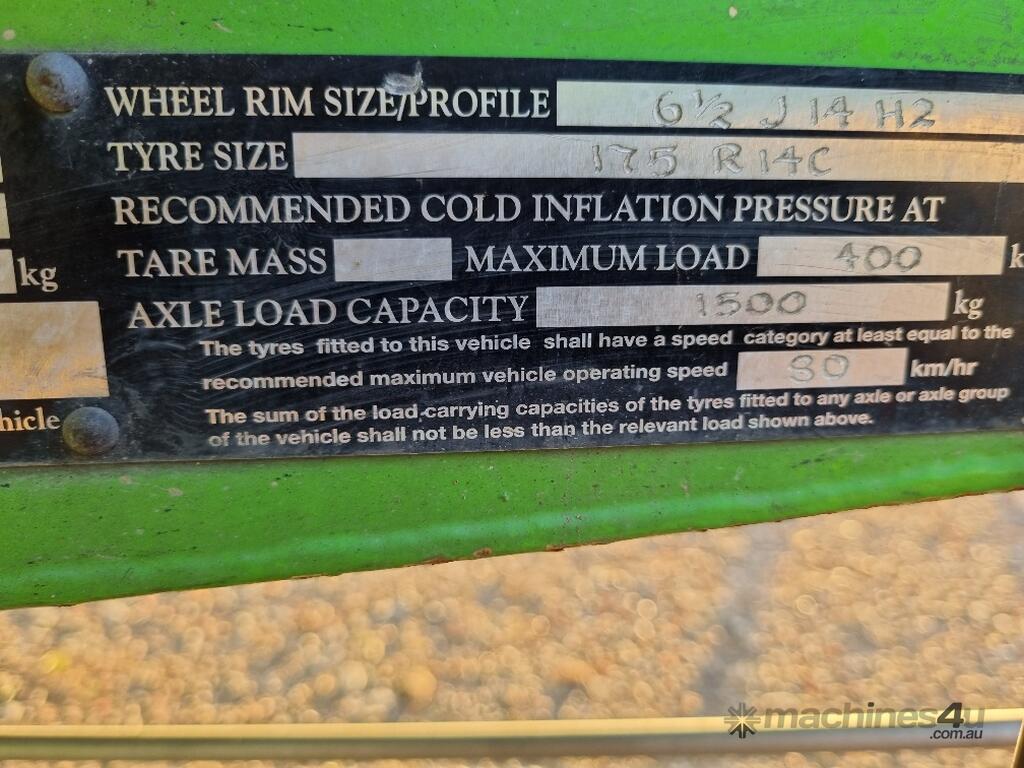 WHEEL RIM SIZE/PROFILE 6½ J 14 H2
TYRE SIZE 175 R 14C
RECOMMENDED COLD INFLATION PRESSURE AT
kg TARE MASS MAXIMUM LOAD 400 k
AXLE LOAD CAPACITY 1500 kg
The tyres fitted to this vehicle shall have a speed category at least equal to the
recommended maximum vehicle operating speed 80 km/hr
hicle The sum of the load-carrying capacities of the tyres fitted to any axle or axle group
of the vehicle shall not be less than the relevant load shown above.
machines4u
.com.au